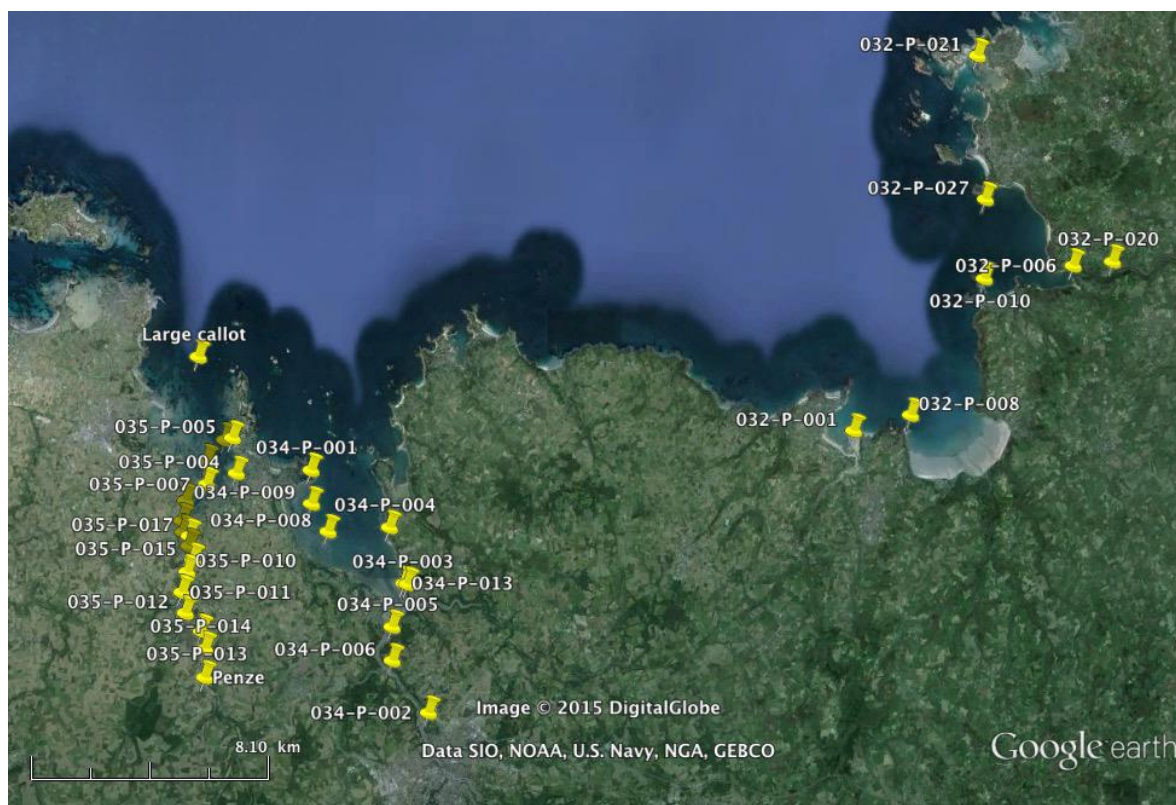 032-P-021
032-P-027
032-P-020
032-P-006
032-P-010
Large callot
032-P-008
032-P-001
035-P-005
034-P-001
035-P-004
035-P-007
034-P-009
034-P-004
034-P-008
035-P-017
035-P-015
035-P-010
034-P-003
034-P-013
035-P-011
035-P-012
034-P-005
035-P-014
034-P-006
035-P-013
Penze
034-P-002
Image © 2015 DigitalGlobe
8.10 km
Data SIO, NOAA, U.S. Navy, NGA, GEBCO
Google earth